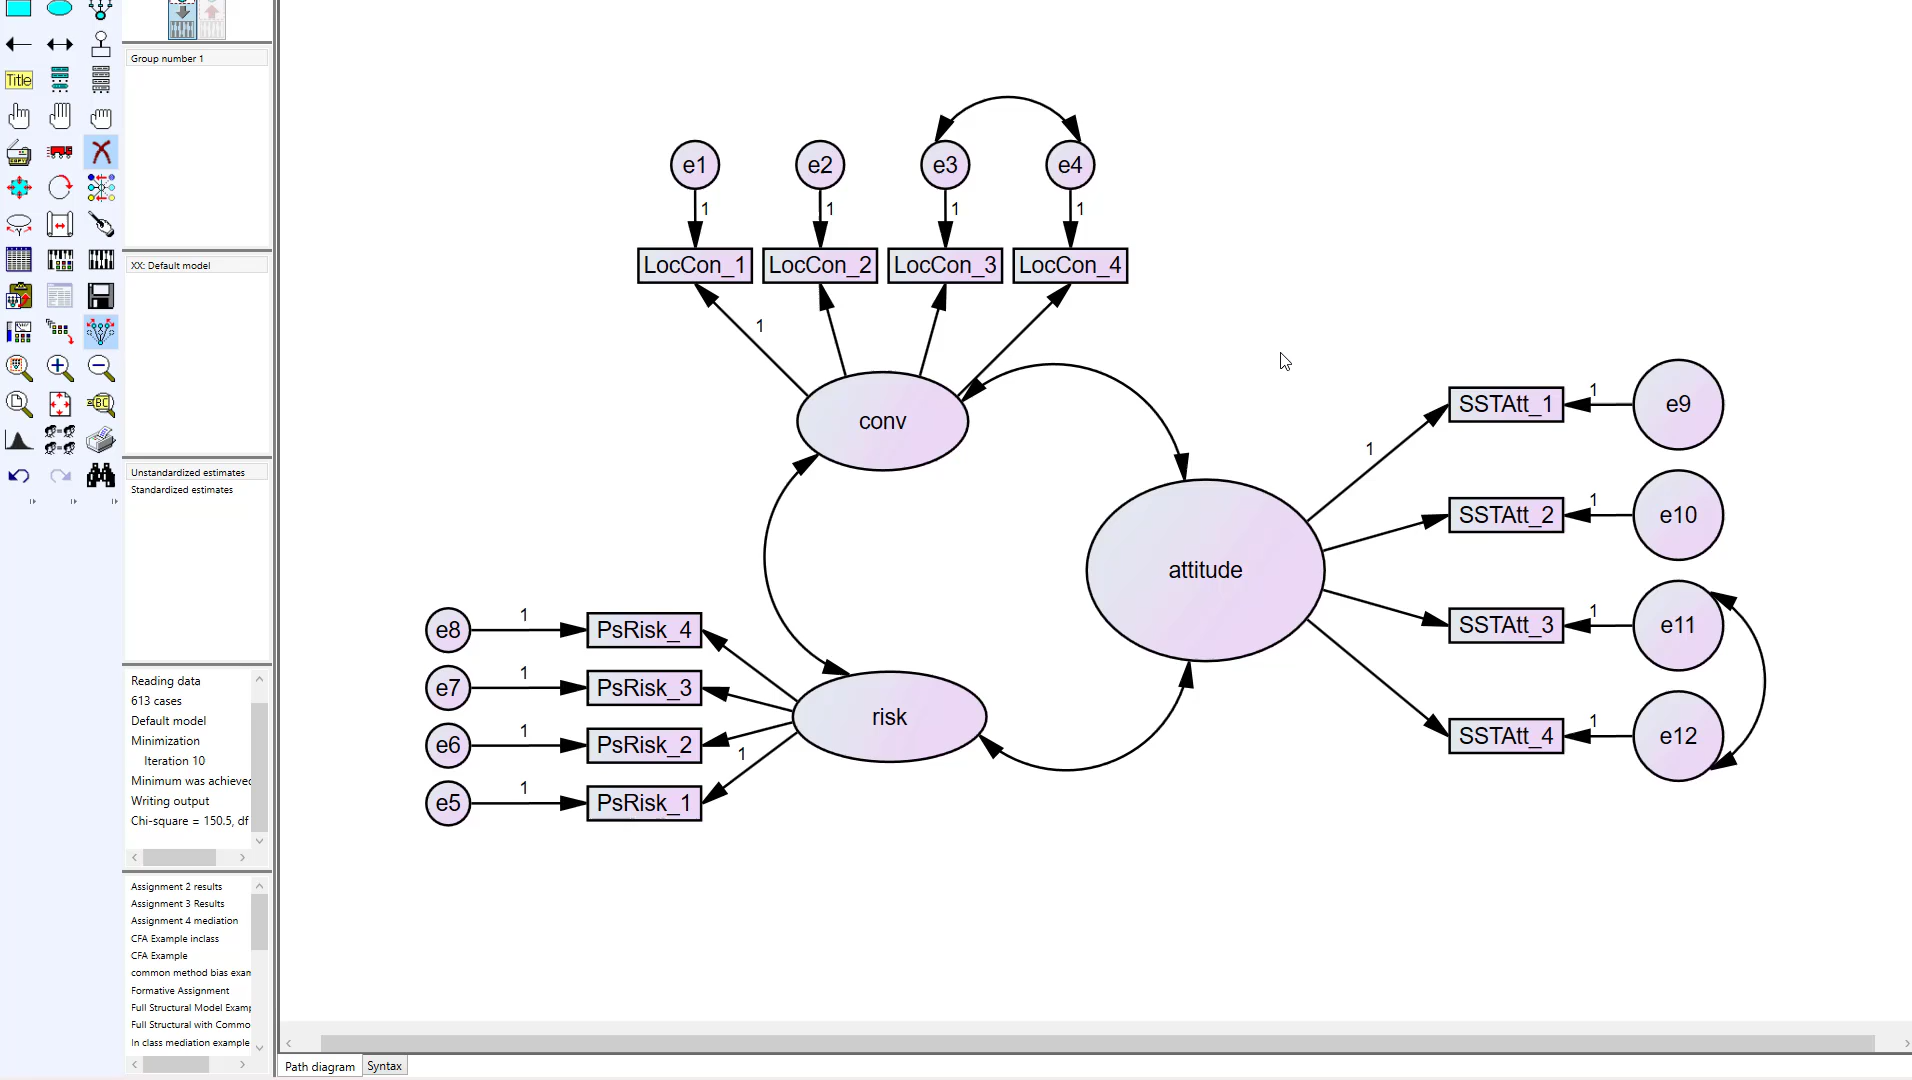 Title
Group number 1
XX: Default model
Unstandardized estimates
Standardized estimates
Reading data
613 cases
Default model
Minimization
Iteration 10
Minimum was achieved
Writing output
Chi-square = 150.5, df
Assignment 2 results
Assignment 3 Results
Assignment 4 mediation
CFA Example inclass
CFA Example
common method bias exam
Formative Assignment
Full Structural Model Examp
Full Structural with Commo
In class mediation example
e1 e2 e3 e4
1 1 1 1
LocCon_1 LocCon_2 LocCon_3 LocCon_4
1
conv
SSTAtt_1 1 e9
1
SSTAtt_2 1 e10
attitude
SSTAtt_3 1 e11
SSTAtt_4 1 e12
e8 1 PsRisk_4
e7 1 PsRisk_3
risk
e6 1 PsRisk_2
1
e5 1 PsRisk_1
Path diagram Syntax